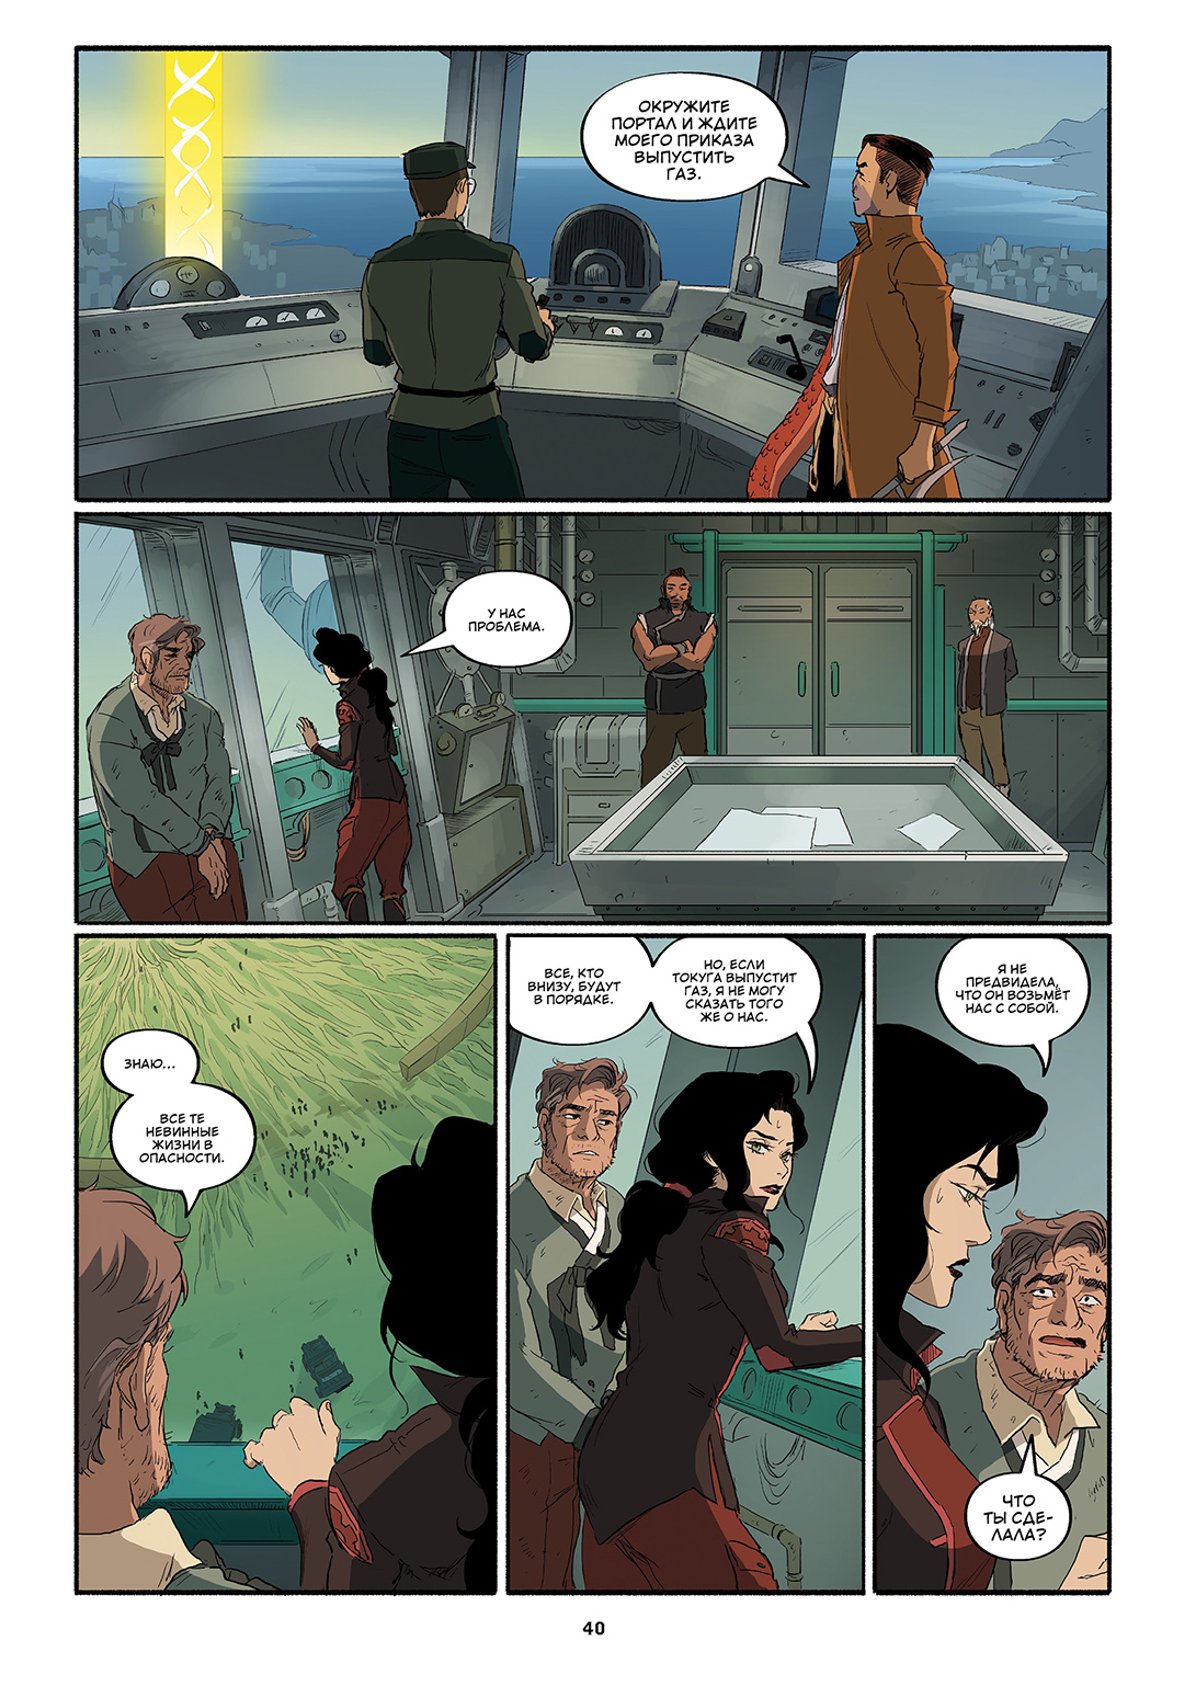 ОКРУЖИТЕ
ПОРТАЛ И ЖДИТЕ
МОЕГО ПРИКАЗА
ВЫПУСТИТЬ
ГАЗ.
У НАС
ПРОБЛЕМА.
ЗНАЮ...
ВСЕ ТЕ
НЕВИННЫЕ
ЖИЗНИ В
ОПАСНОСТИ.
ВСЕ, КТО
ВНИЗУ, БУДУТ
В ПОРЯДКЕ.
НО, ЕСЛИ
ТОКУГА ВЫПУСТИТ
ГАЗ, Я НЕ МОГУ
СКАЗАТЬ ТОГО
ЖЕ О НАС.
Я НЕ
ПРЕДВИДЕЛА,
ЧТО ОН ВОЗЬМЁТ
НАС С СОБОЙ.
ЧТО
ТЫ СДЕ-
ЛАЛА?
40